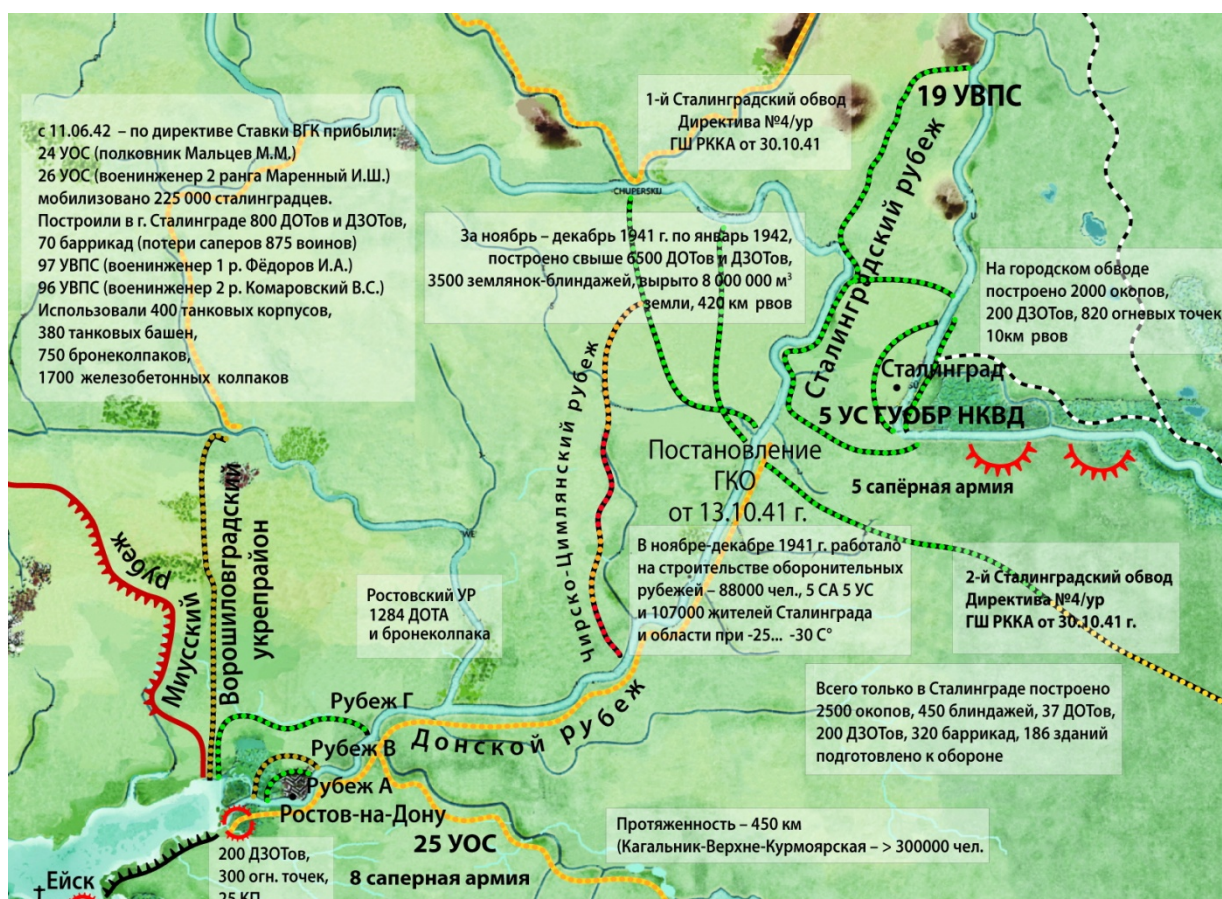 с 11.06.42 – по директиве Ставки ВГК прибыли:
24 УОС (полковник Мальцев М.М.)
26 УОС (военинженер 2 ранга Маренный И.Ш.)
мобилизовано 225 000 сталинградцев.
Построили в г. Сталинграде 800 ДОТов и ДЗОТов,
70 баррикад (потери саперов 875 воинов)
97 УВПС (военинженер 1 р. Фёдоров И.А.)
96 УВПС (военинженер 2 р. Комаровский В.С.)
Использовали 400 танковых корпусов,
380 танковых башен,
750 бронеколпаков,
1700 железобетонных колпаков
1-й Сталинградский обвод
Директива №4/ур
ГШ РККА от 30.10.41
19 УВПС
CHUPERSKU
Сталинградский рубеж
За ноябрь – декабрь 1941 г. по январь 1942,
построено свыше 6500 ДОТов и ДЗОТов,
3500 землянок-блиндажей, вырыто 8 000 000 м³
земли, 420 км рвов
На городском обводе
построено 2000 окопов,
200 ДЗОТов, 820 огневых точек
10км рвов
Сталинград
5 УС ГУОБР НКВД
5 сапёрная армия
Чирско-Цимлянский рубеж
Постановление
ГКО
от 13.10.41 г.
В ноябре-декабре 1941 г. работало
на строительстве оборонительных
рубежей – 88000 чел., 5 СА 5 УС
и 107000 жителей Сталинграда
и области при -25... -30 С°
2-й Сталинградский обвод
Директива №4/ур
ГШ РККА от 30.10.41 г.
Миусский
рубеж
Ворошиловградский
укрепрайон
WE
Ростовский УР
1284 ДОТА
и бронеколпака
Всего только в Сталинграде построено
2500 окопов, 450 блиндажей, 37 ДОТов,
200 ДЗОТов, 320 баррикад, 186 зданий
подготовлено к обороне
Рубеж Г
Донской рубеж
Рубеж В
Рубеж А
Ростов-на-Дону
25 УОС
8 саперная армия
Протяженность – 450 км
(Кагальник-Верхне-Курмоярская – > 300000 чел.
200 ДЗОТов,
300 огн. точек,
25 КП
Ейск